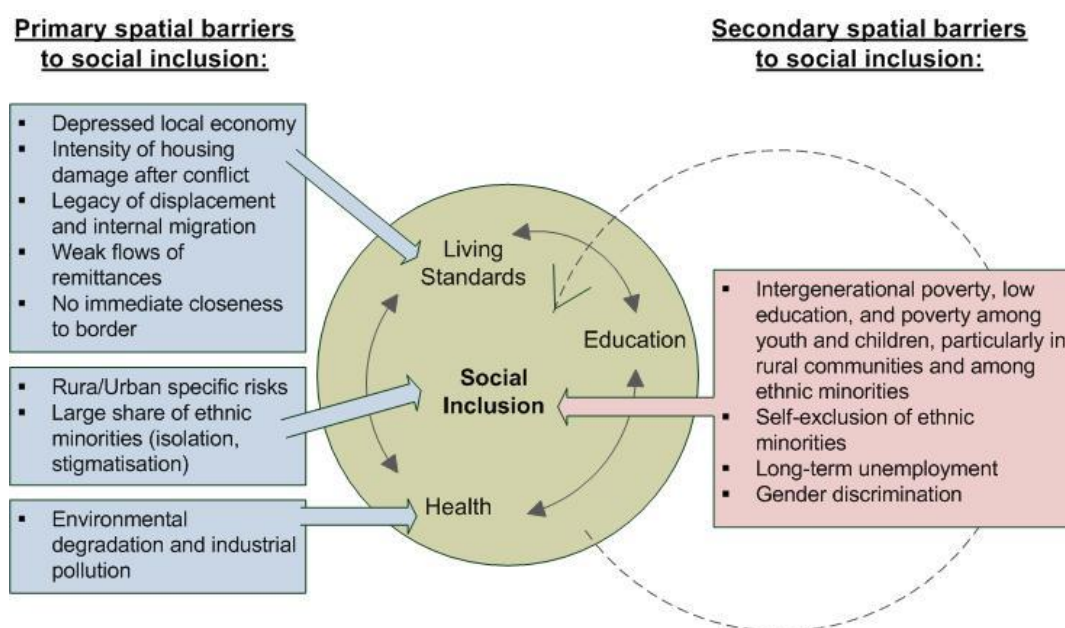 Primary spatial barriers
to social inclusion:
Secondary spatial barriers
to social inclusion:
▪ Depressed local economy
▪ Intensity of housing
damage after conflict
▪ Legacy of displacement
and internal migration
▪ Weak flows of
remittances
▪ No immediate closeness
to border
▪ Rura/Urban specific risks
▪ Large share of ethnic
minorities (isolation,
stigmatisation)
▪ Environmental
degradation and industrial
pollution
Living
Standards
Education
Social
Inclusion
Health
▪ Intergenerational poverty, low
education, and poverty among
youth and children, particularly in
rural communities and among
ethnic minorities
▪ Self-exclusion of ethnic
minorities
▪ Long-term unemployment
▪ Gender discrimination